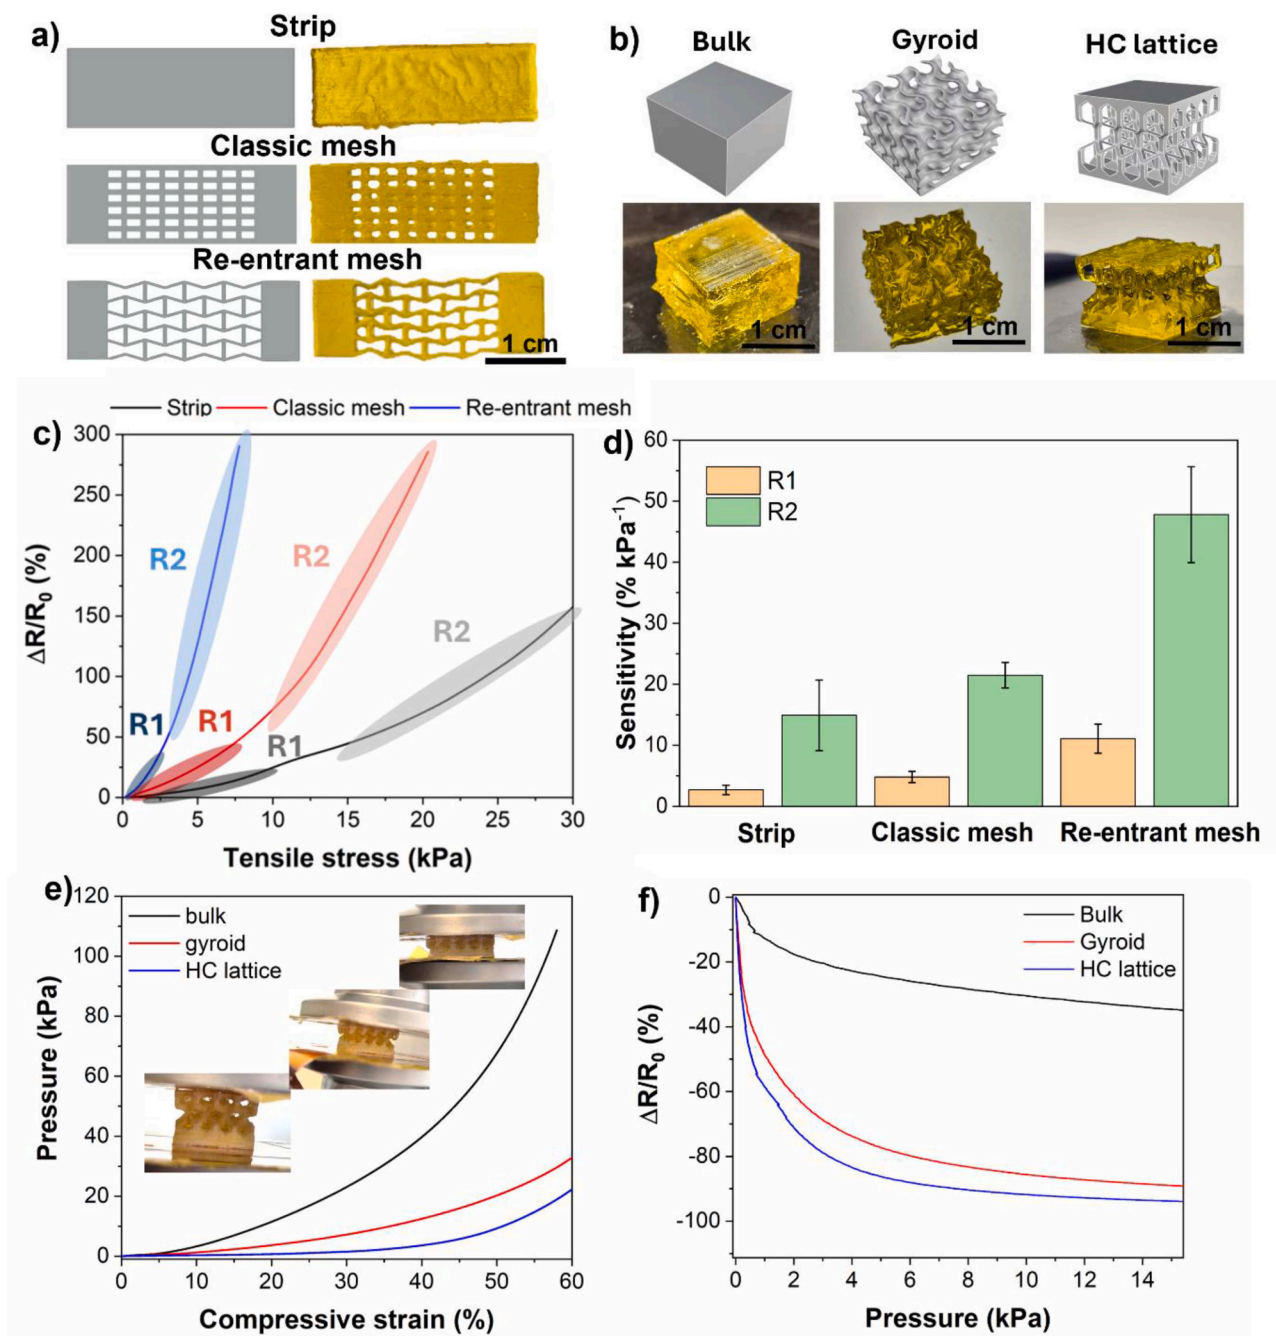 a)
Strip
Classic mesh
Re-entrant mesh
1 cm
b)
Bulk
Gyroid
HC lattice
1 cm
1 cm
1 cm
c)
Strip
Classic mesh
Re-entrant mesh
300
250
200
150
100
50
0
ΔR/R₀ (%)
R2
R2
R2
R1
R1
R1
0
5
10
15
20
25
30
Tensile stress (kPa)
d)
60
50
40
30
20
10
0
Sensitivity (% kPa⁻¹)
R1
R2
Strip
Classic mesh
Re-entrant mesh
e)
120
100
80
60
40
20
0
Pressure (kPa)
bulk
gyroid
HC lattice
0
10
20
30
40
50
60
Compressive strain (%)
f)
0
-20
-40
-60
-80
-100
ΔR/R₀ (%)
Bulk
Gyroid
HC lattice
0
2
4
6
8
10
12
14
Pressure (kPa)